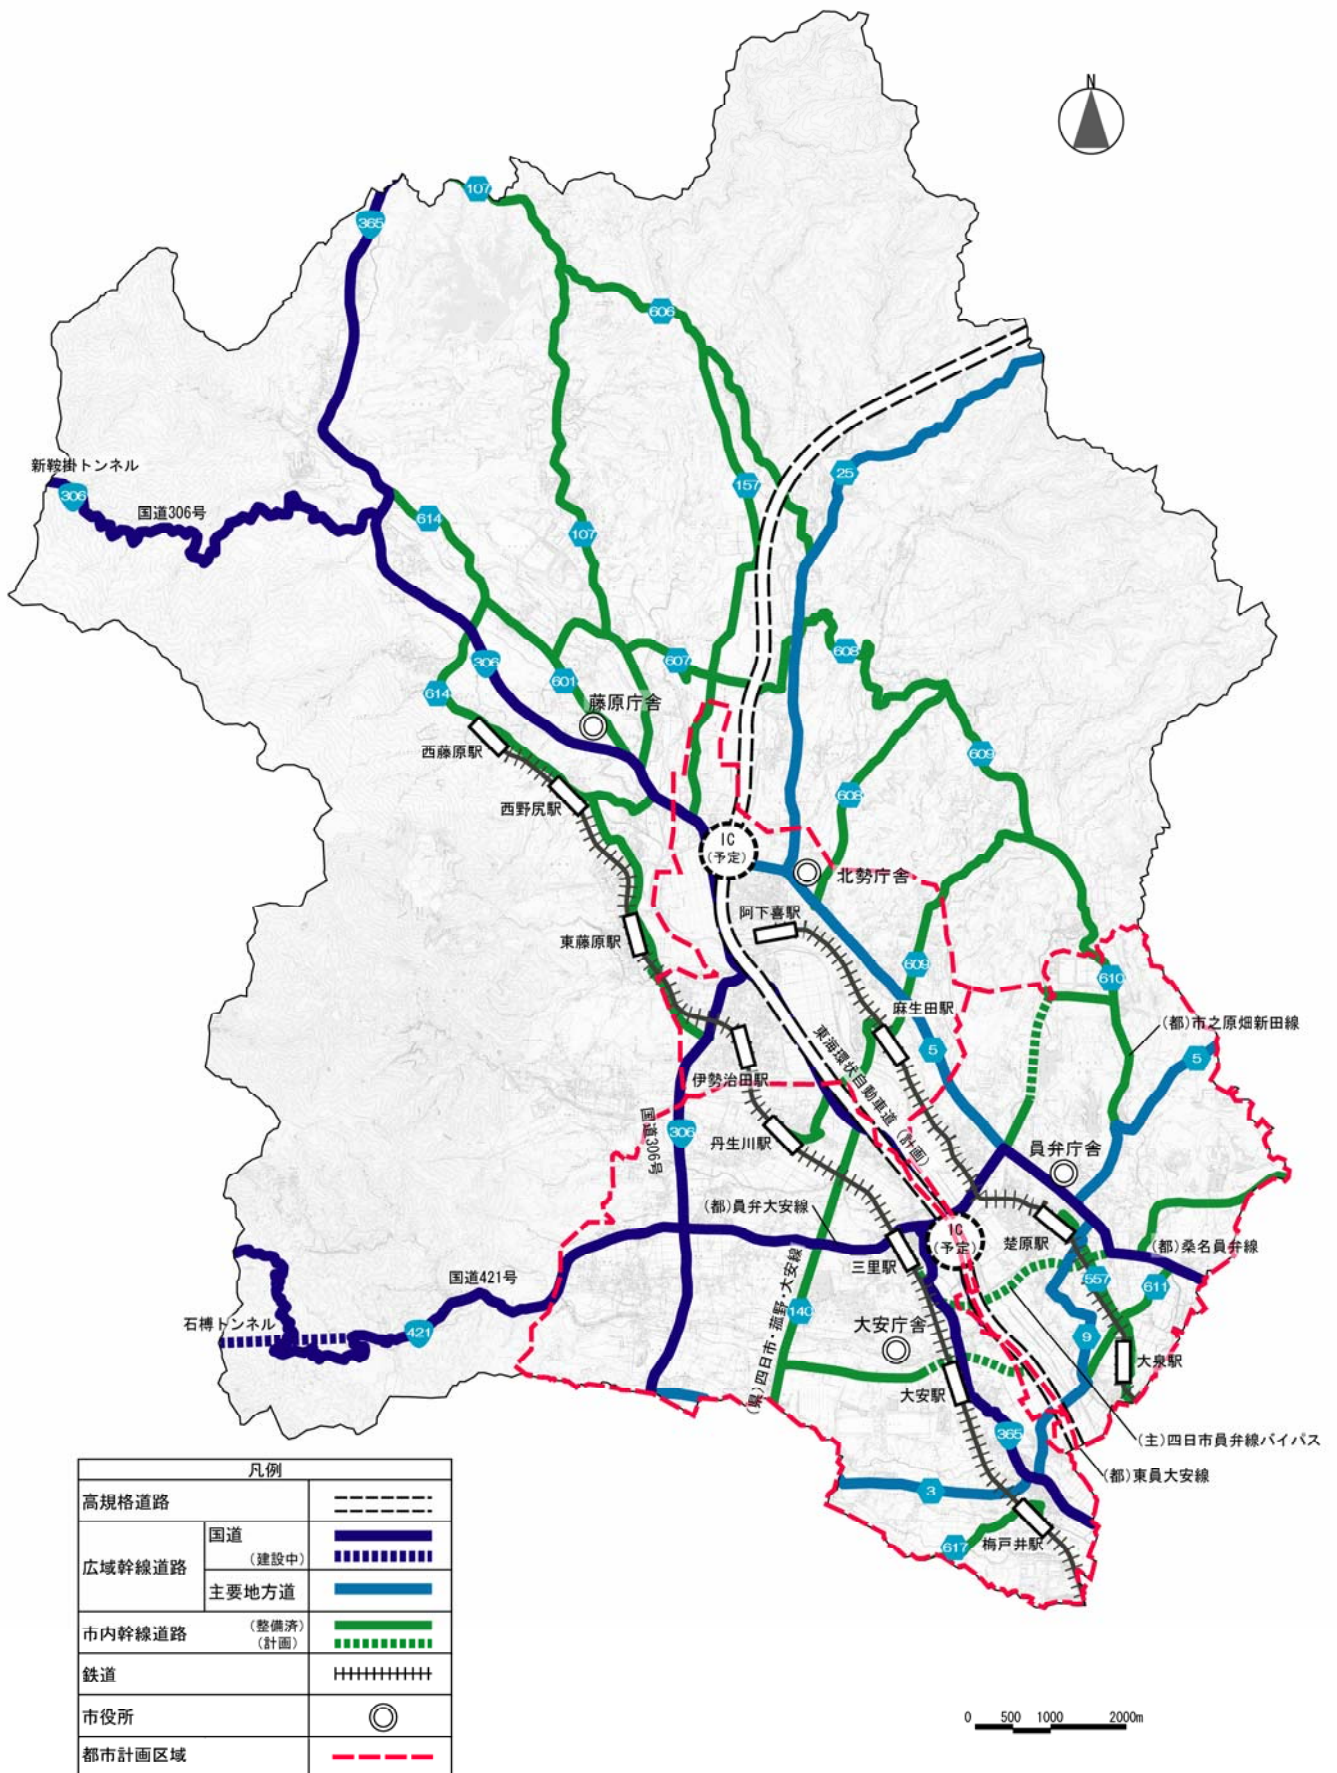 N
107
365
606
新鞍掛トンネル
306
国道306号
25
157
614
107
608
607
306
601
614
藤原庁舎
609
西藤原駅
608
西野尻駅
IC
(予定)
北勢庁舎
阿下喜駅
東藤原駅
609
610
麻生田駅
(都)市之原畑新田線
東海環状自動車道(計画)
5
5
伊勢治田駅
国道306号
306
丹生川駅
員弁庁舎
(都)員弁大安線
IC
(予定)
楚原駅
(都)桑名員弁線
三里駅
557
611
国道421号
140
(県)四日市・菰野・大安線
石榑トンネル
421
大安庁舎
9
大泉駅
大安駅
365
(主)四日市員弁線バイパス
(都)東員大安線
3
617
梅戸井駅
凡例
高規格道路
広域幹線道路
国道
(建設中)
主要地方道
市内幹線道路
(整備済)
(計画)
鉄道
市役所
都市計画区域
0 500 1000 2000m